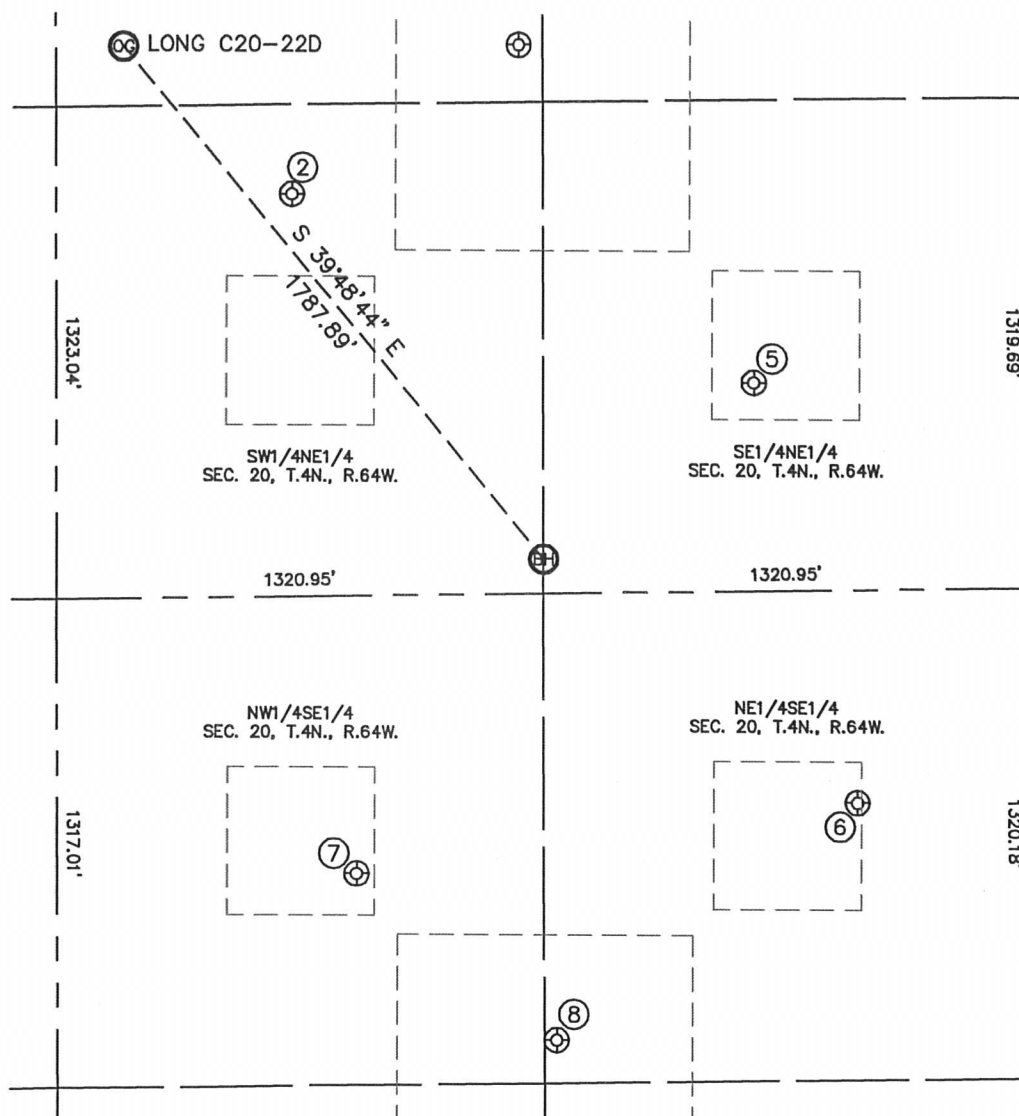 OG LONG C20-22D
2
S 39°48'44" E
1787.89'
1323.04'
1319.69'
5
SW1/4NE1/4
SEC. 20, T.4N., R.64W.
SE1/4NE1/4
SEC. 20, T.4N., R.64W.
BH
1320.95'
1320.95'
NW1/4SE1/4
SEC. 20, T.4N., R.64W.
NE1/4SE1/4
SEC. 20, T.4N., R.64W.
1317.01'
1320.18'
6
7
8